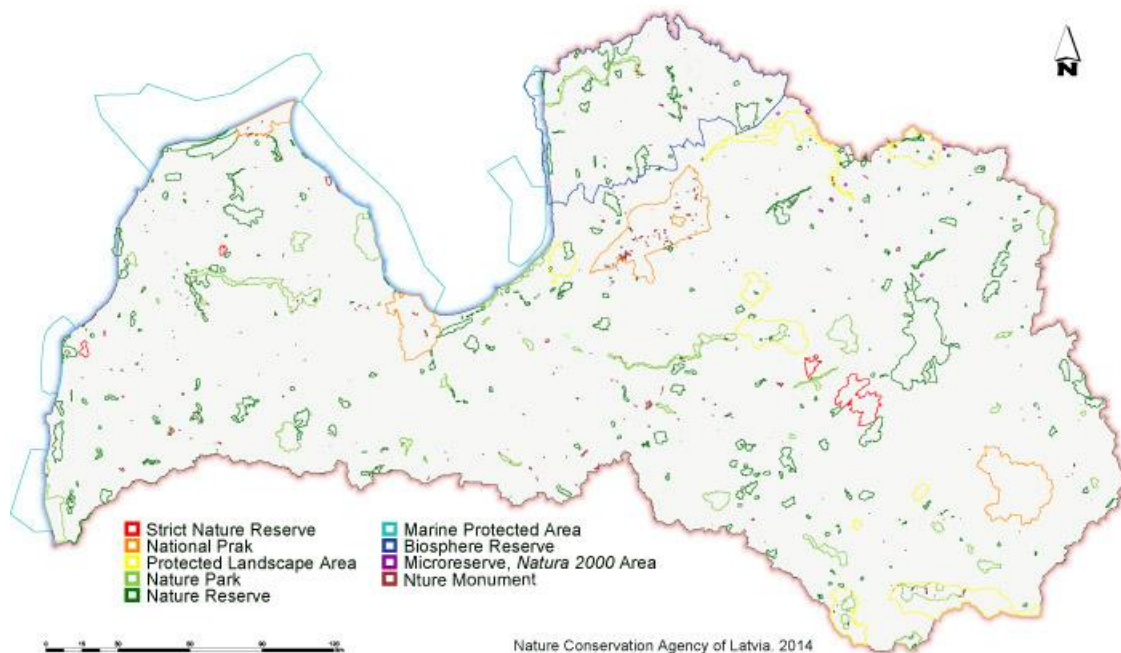 N
Strict Nature Reserve
National Prak
Protected Landscape Area
Nature Park
Nature Reserve
Marine Protected Area
Biosphere Reserve
Microreserve, Natura 2000 Area
Nture Monument
Nature Conservation Agency of Latvia. 2014